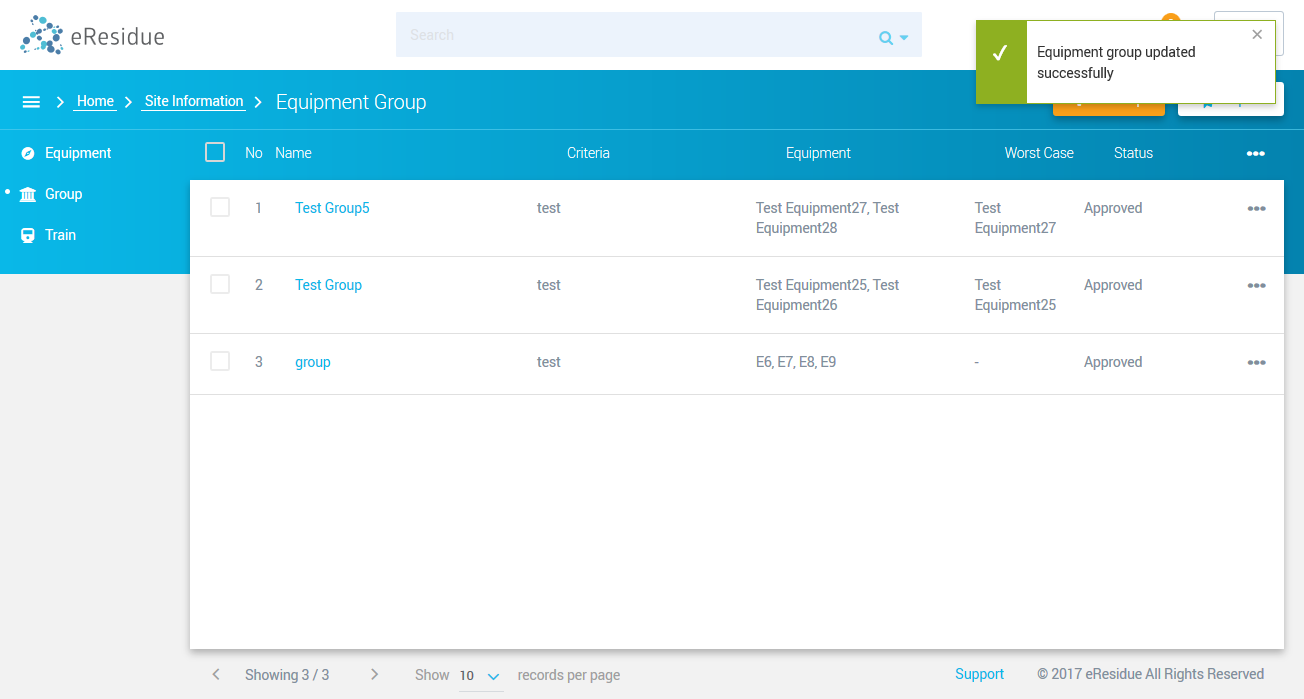 eResidue
Search
Equipment group updated
successfully
Home
Site Information
Equipment Group
Equipment
Group
Train
No Name Criteria Equipment Worst Case Status
1 Test Group5 test Test Equipment27, Test Test Approved
Equipment28 Equipment27
2 Test Group test Test Equipment25, Test Test Approved
Equipment26 Equipment25
3 group test E6, E7, E8, E9 - Approved
Showing 3 / 3
Show 10 records per page
Support
© 2017 eResidue All Rights Reserved